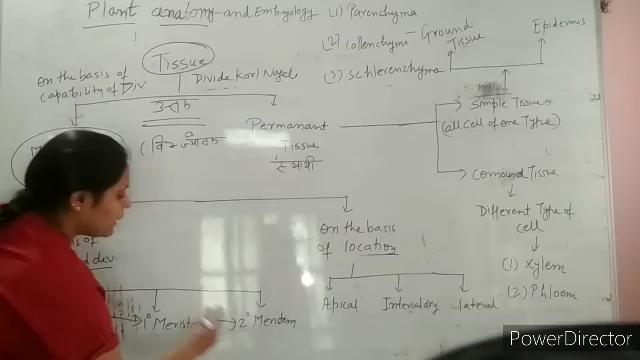 Plant anatomy and Embryology
(1) Parenchyma
(2) collenchyma - Ground
Tissue
Epidermis
(3) Schlerenchyma
Tissue
On the basis of
capability of DIV
Divide Karl Nagel
ऊतक
Permanant
Tissue
स्थायी
Simple Tissue
(all cell of one Type)
Compound Tissue
Different Type of
cell
(1) Xylem
(2) Phloem
On the basis
of location
Apical
Intercalary
lateral
1° Merist
2° Meristem
PowerDirector